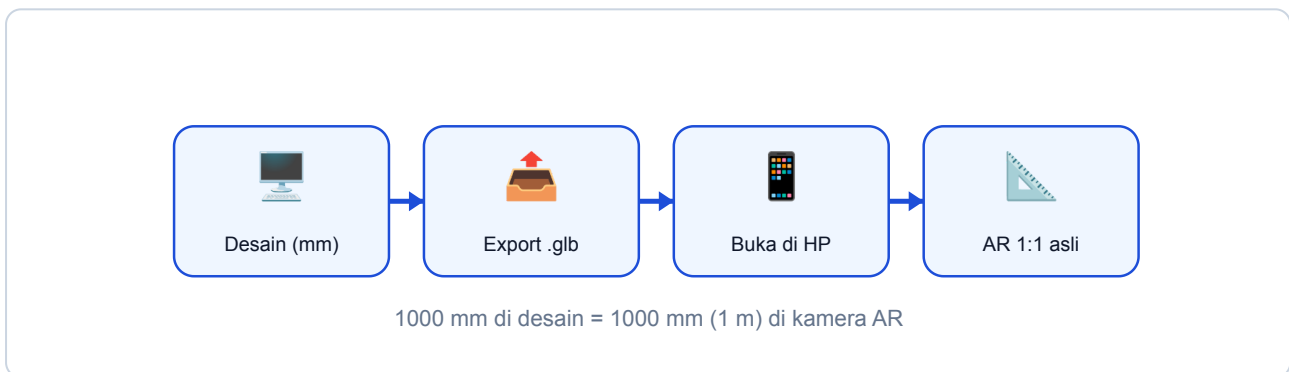 Desain (mm)
Export .glb
Buka di HP
AR 1:1 asli
1000 mm di desain = 1000 mm (1 m) di kamera AR